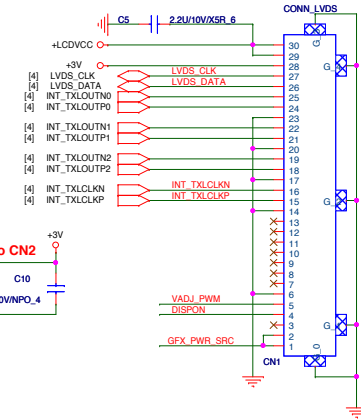 CONN_LVDS
C5 2.2U/10V/X5R_6
+LCDVCC
30
29
+3V
28
[4] LVDS_CLK LVDS_CLK 27
[4] LVDS_DATA LVDS_DATA 26
[4] INT_TXLOUTN0 25
[4] INT_TXLOUTP0 24
23
[4] INT_TXLOUTN1 22
[4] INT_TXLOUTP1 21
20
[4] INT_TXLOUTN2 19
[4] INT_TXLOUTP2 18
17
[4] INT_TXLCLKN INT_TXLCLKN 16
[4] INT_TXLCLKP INT_TXLCLKP 15
14
13
12
11
10
9
8
7
6
VADJ_PWM 5
DISPON 4
3
2
GFX_PWR_SRC 1
CN1
G_0
CN2
+3V
C10
0V/NPO_4